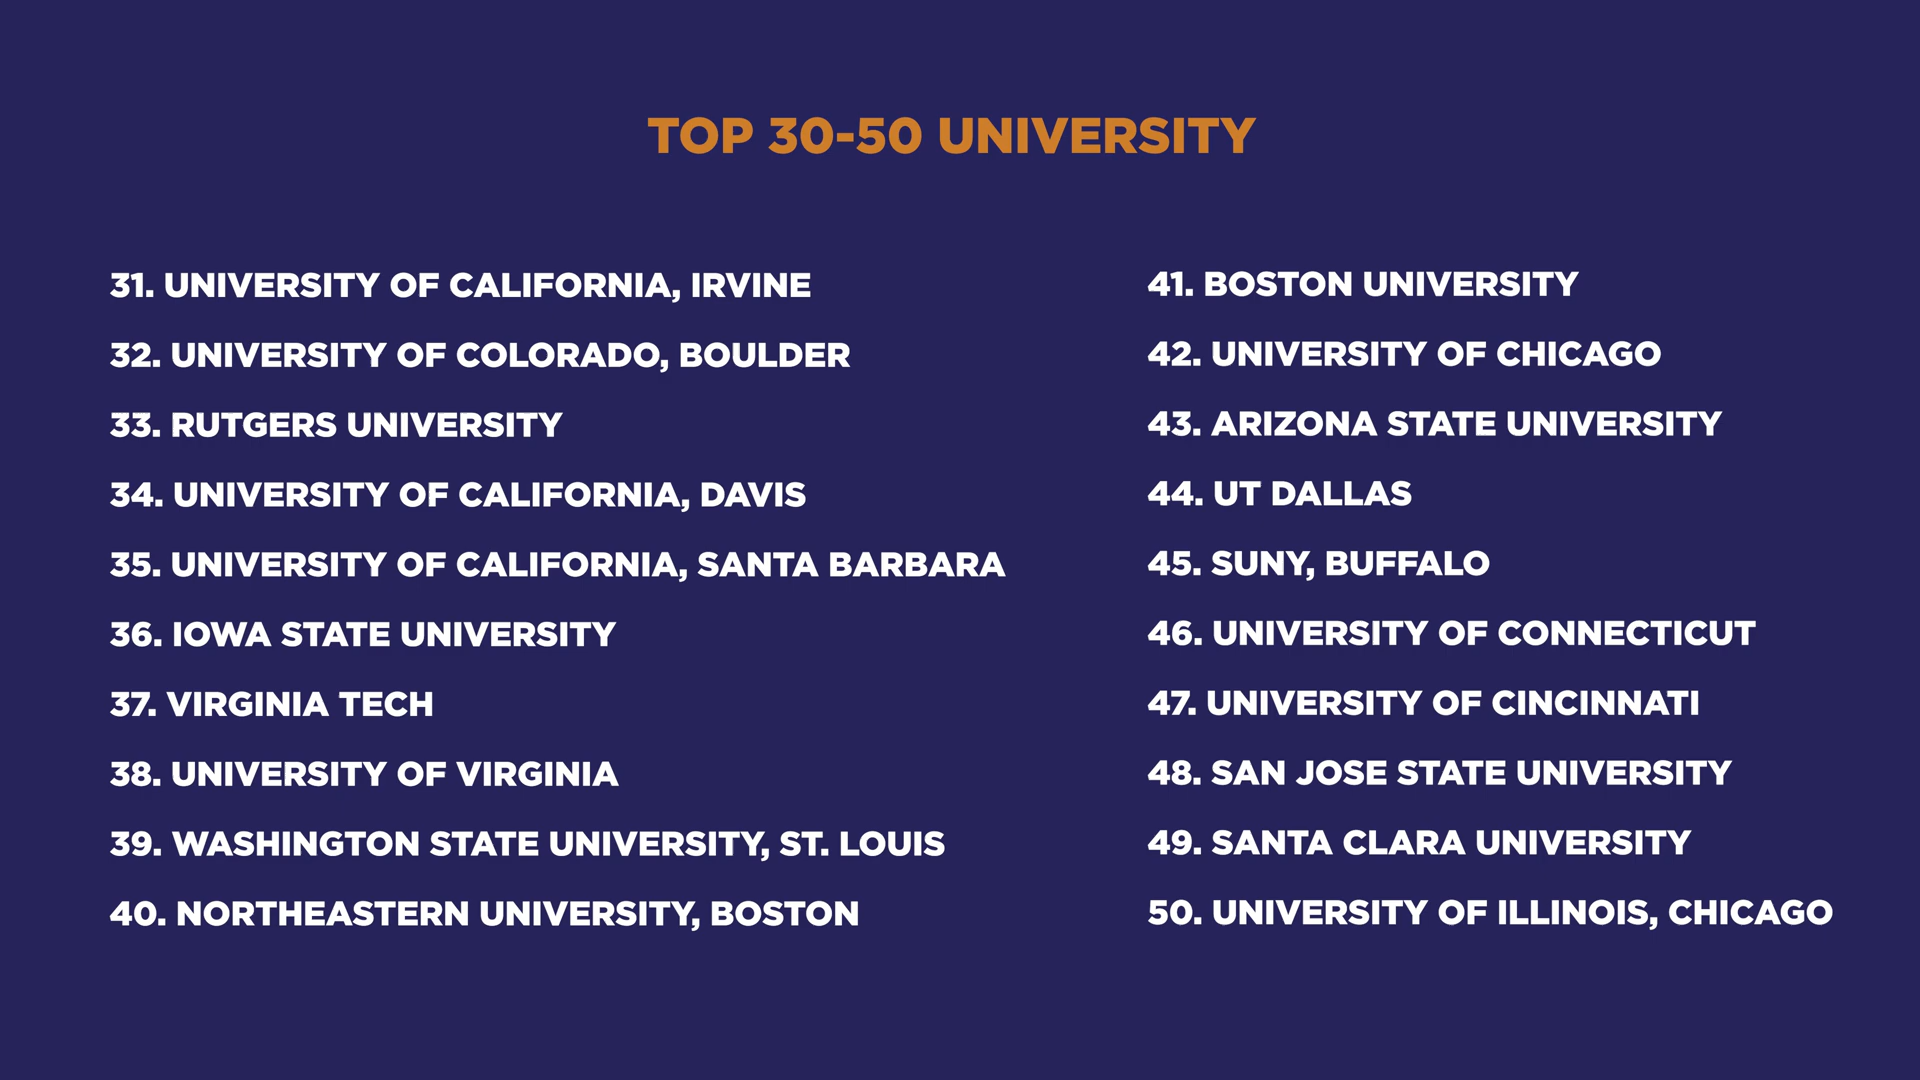 TOP 30-50 UNIVERSITY
31. UNIVERSITY OF CALIFORNIA, IRVINE
32. UNIVERSITY OF COLORADO, BOULDER
33. RUTGERS UNIVERSITY
34. UNIVERSITY OF CALIFORNIA, DAVIS
35. UNIVERSITY OF CALIFORNIA, SANTA BARBARA
36. IOWA STATE UNIVERSITY
37. VIRGINIA TECH
38. UNIVERSITY OF VIRGINIA
39. WASHINGTON STATE UNIVERSITY, ST. LOUIS
40. NORTHEASTERN UNIVERSITY, BOSTON
41. BOSTON UNIVERSITY
42. UNIVERSITY OF CHICAGO
43. ARIZONA STATE UNIVERSITY
44. UT DALLAS
45. SUNY, BUFFALO
46. UNIVERSITY OF CONNECTICUT
47. UNIVERSITY OF CINCINNATI
48. SAN JOSE STATE UNIVERSITY
49. SANTA CLARA UNIVERSITY
50. UNIVERSITY OF ILLINOIS, CHICAGO